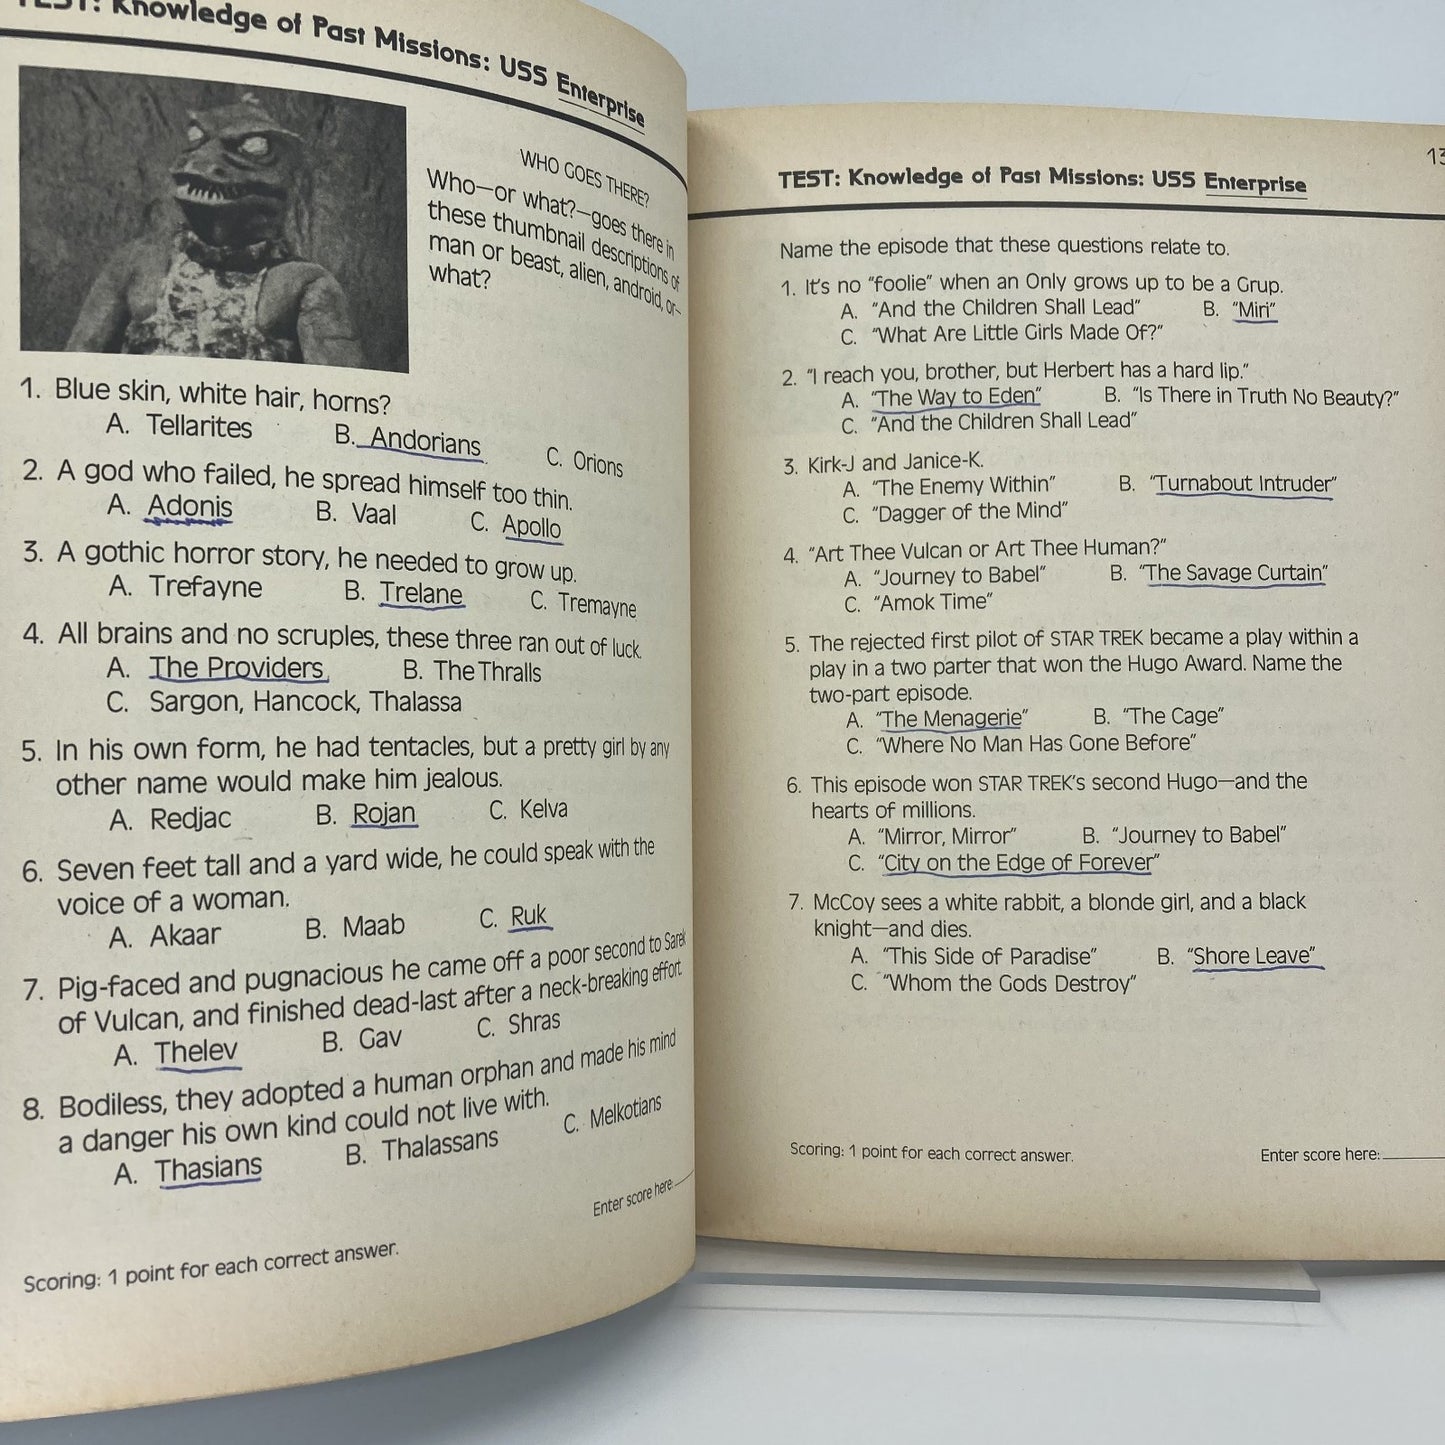 TEST: Knowledge of Past Missions: USS Enterprise
WHO GOES THERE?
Who—or what?—goes there in
these thumbnail descriptions of
man or beast, alien, android, or—
what?
1. Blue skin, white hair, horns?
A. Tellarites B. Andorians C. Orions
2. A god who failed, he spread himself too thin.
A. Adonis B. Vaal C. Apollo
3. A gothic horror story, he needed to grow up.
A. Trefayne B. Trelane C. Tremayne
4. All brains and no scruples, these three ran out of luck.
A. The Providers B. The Thralls
C. Sargon, Hancock, Thalassa
5. In his own form, he had tentacles, but a pretty girl by any
other name would make him jealous.
A. Redjac B. Rojan C. Kelva
6. Seven feet tall and a yard wide, he could speak with the
voice of a woman.
A. Akaar B. Maab C. Ruk
7. Pig-faced and pugnacious he came off a poor second to Sarek
of Vulcan, and finished dead-last after a neck-breaking effort.
A. Thelev B. Gav C. Shras
8. Bodiless, they adopted a human orphan and made his mind
a danger his own kind could not live with.
A. Thasians B. Thalassans C. Melkotians
Enter score here:
Scoring: 1 point for each correct answer.
13
TEST: Knowledge of Past Missions: USS Enterprise
Name the episode that these questions relate to.
1. It's no "foolie" when an Only grows up to be a Grup.
A. "And the Children Shall Lead" B. "Miri"
C. "What Are Little Girls Made Of?"
2. "I reach you, brother, but Herbert has a hard lip."
A. "The Way to Eden" B. "Is There in Truth No Beauty?"
C. "And the Children Shall Lead"
3. Kirk-J and Janice-K.
A. "The Enemy Within" B. "Turnabout Intruder"
C. "Dagger of the Mind"
4. "Art Thee Vulcan or Art Thee Human?"
A. "Journey to Babel" B. "The Savage Curtain"
C. "Amok Time"
5. The rejected first pilot of STAR TREK became a play within a
play in a two parter that won the Hugo Award. Name the
two-part episode.
A. "The Menagerie" B. "The Cage"
C. "Where No Man Has Gone Before"
6. This episode won STAR TREK's second Hugo—and the
hearts of millions.
A. "Mirror, Mirror" B. "Journey to Babel"
C. "City on the Edge of Forever"
7. McCoy sees a white rabbit, a blonde girl, and a black
knight—and dies.
A. "This Side of Paradise" B. "Shore Leave"
C. "Whom the Gods Destroy"
Scoring: 1 point for each correct answer. Enter score here: